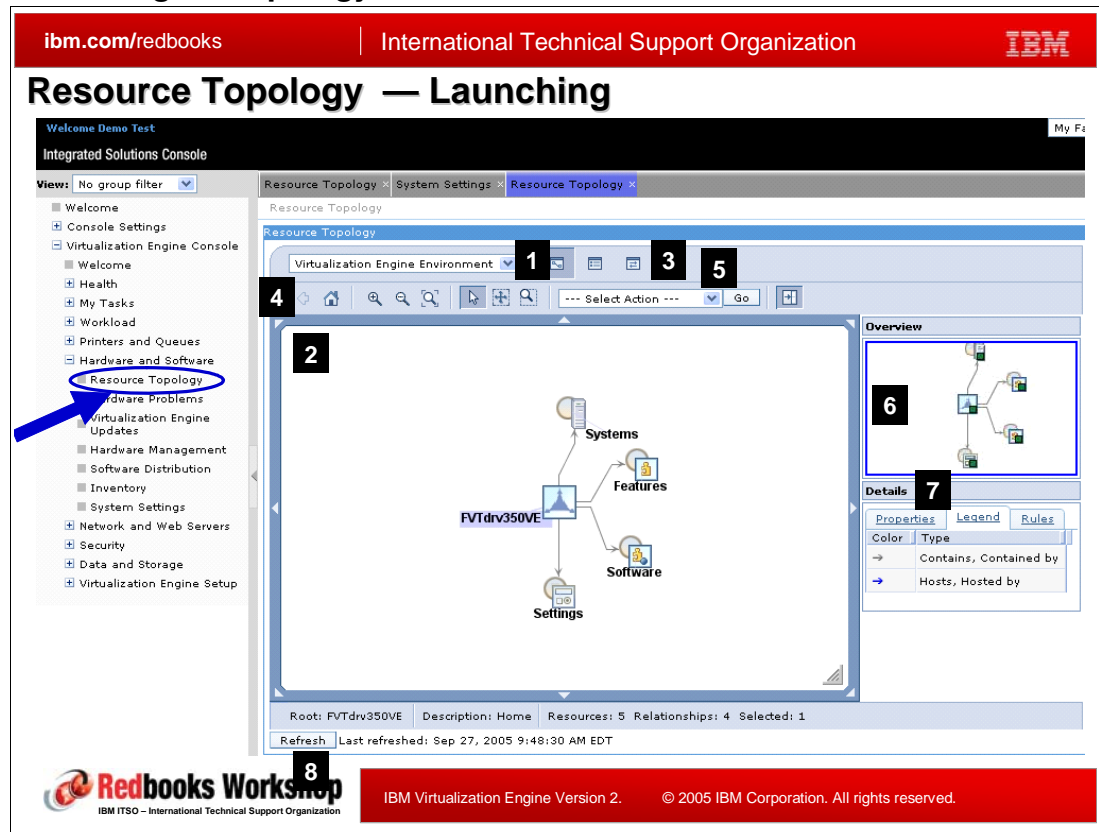 ibm.com/redbooks
International Technical Support Organization
IBM
Resource Topology — Launching
Welcome Demo Test
My Fa
Integrated Solutions Console
View: No group filter
Resource Topology × System Settings × Resource Topology ×
Welcome
Console Settings
Virtualization Engine Console
Welcome
Health
My Tasks
Workload
Printers and Queues
Hardware and Software
Resource Topology
Hardware Problems
Virtualization Engine
Updates
Hardware Management
Software Distribution
Inventory
System Settings
Network and Web Servers
Security
Data and Storage
Virtualization Engine Setup
Resource Topology
Resource Topology
Virtualization Engine Environment
1
3
5
4
--- Select Action ---
Go
2
Systems
Features
FVTdrv350VE
Software
Settings
Overview
6
Details
7
Properties Legend Rules
Color Type
Contains, Contained by
Hosts, Hosted by
Root: FVTdrv350VE Description: Home Resources: 5 Relationships: 4 Selected: 1
Refresh Last refreshed: Sep 27, 2005 9:48:30 AM EDT
8
Redbooks Workshop
IBM ITSO – International Technical Support Organization
IBM Virtualization Engine Version 2. © 2005 IBM Corporation. All rights reserved.